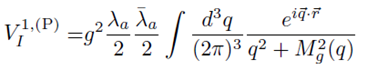 $V_I^{1,(\mathrm{P})} = g^2 \frac{\lambda_a}{2} \frac{\bar{\lambda}_a}{2} \int \frac{d^3q}{(2\pi)^3} \frac{e^{i\vec{q}\cdot\vec{r}}}{q^2 + M_g^2(q)}$